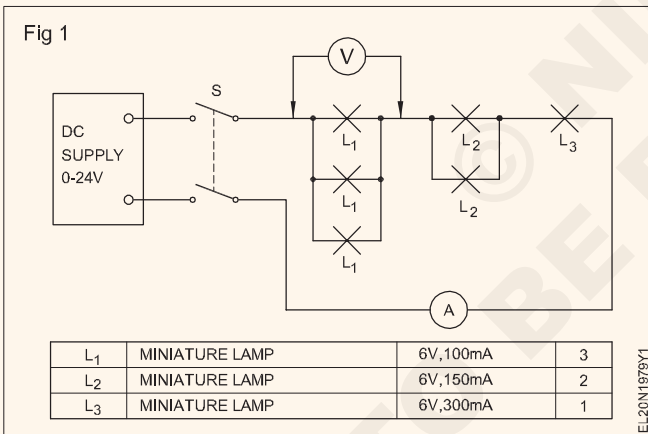 Fig 1
V
S
DC
SUPPLY
0-24V
L1
L2
L3
L1
L2
L1
A
L1 MINIATURE LAMP 6V,100mA 3
L2 MINIATURE LAMP 6V,150mA 2
L3 MINIATURE LAMP 6V,300mA 1
EL20N1979Y1